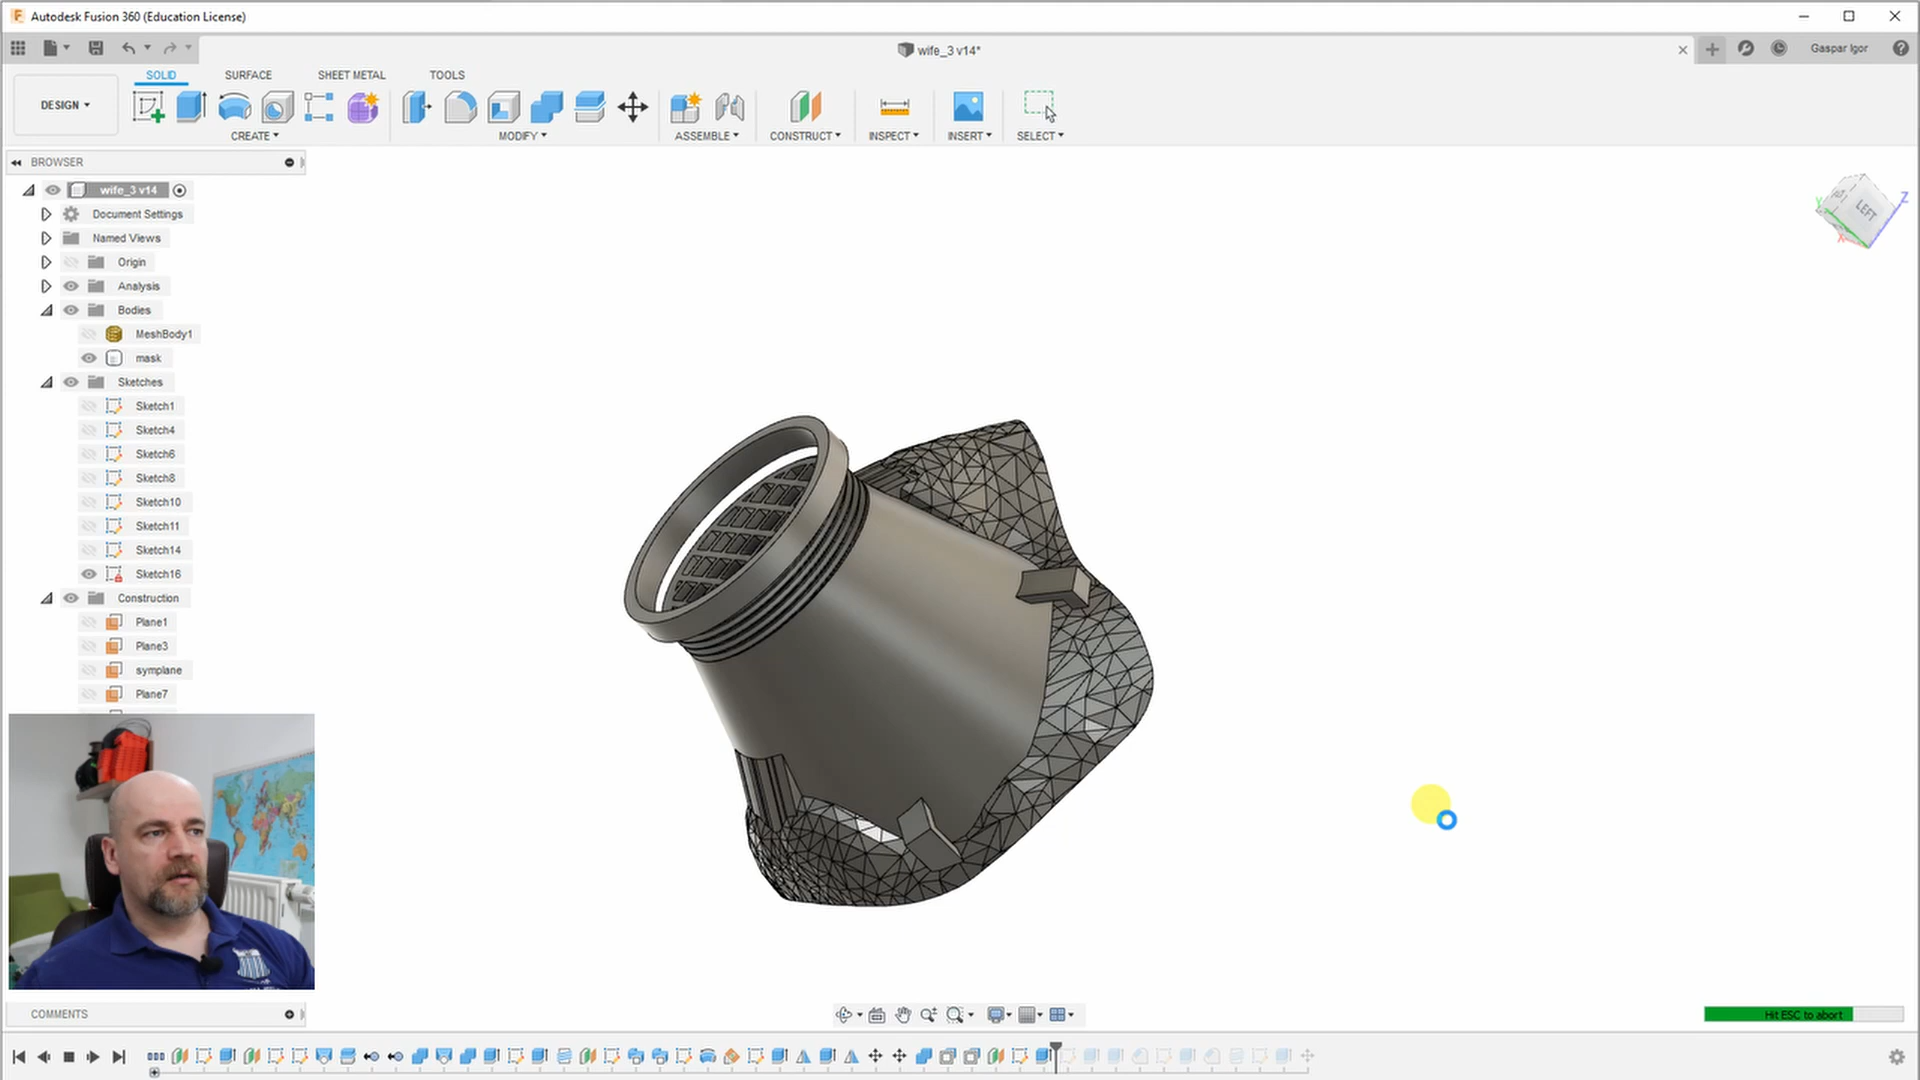 Autodesk Fusion 360 (Education License)
wife_3 v14*
Gaspar Igor
SOLID
SURFACE
SHEET METAL
TOOLS
DESIGN
CREATE
MODIFY
ASSEMBLE
CONSTRUCT
INSPECT
INSERT
SELECT
BROWSER
wife_3 v14
Document Settings
Named Views
Origin
Analysis
Bodies
MeshBody1
mask
Sketches
Sketch1
Sketch4
Sketch6
Sketch8
Sketch10
Sketch11
Sketch14
Sketch16
Construction
Plane1
Plane3
symplane
Plane7
LEFT
Z
Y
X
COMMENTS
Hit ESC to abort